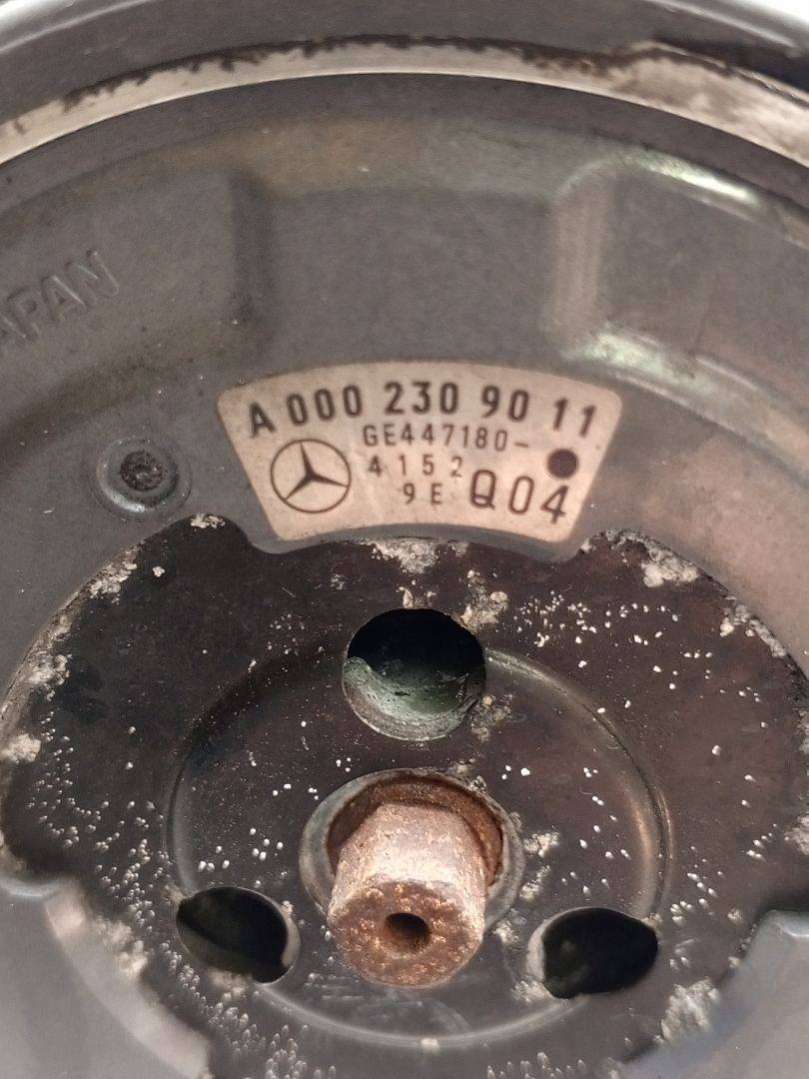 JAPAN
A 000 230 90 11
GE447180-
4152
9E Q04